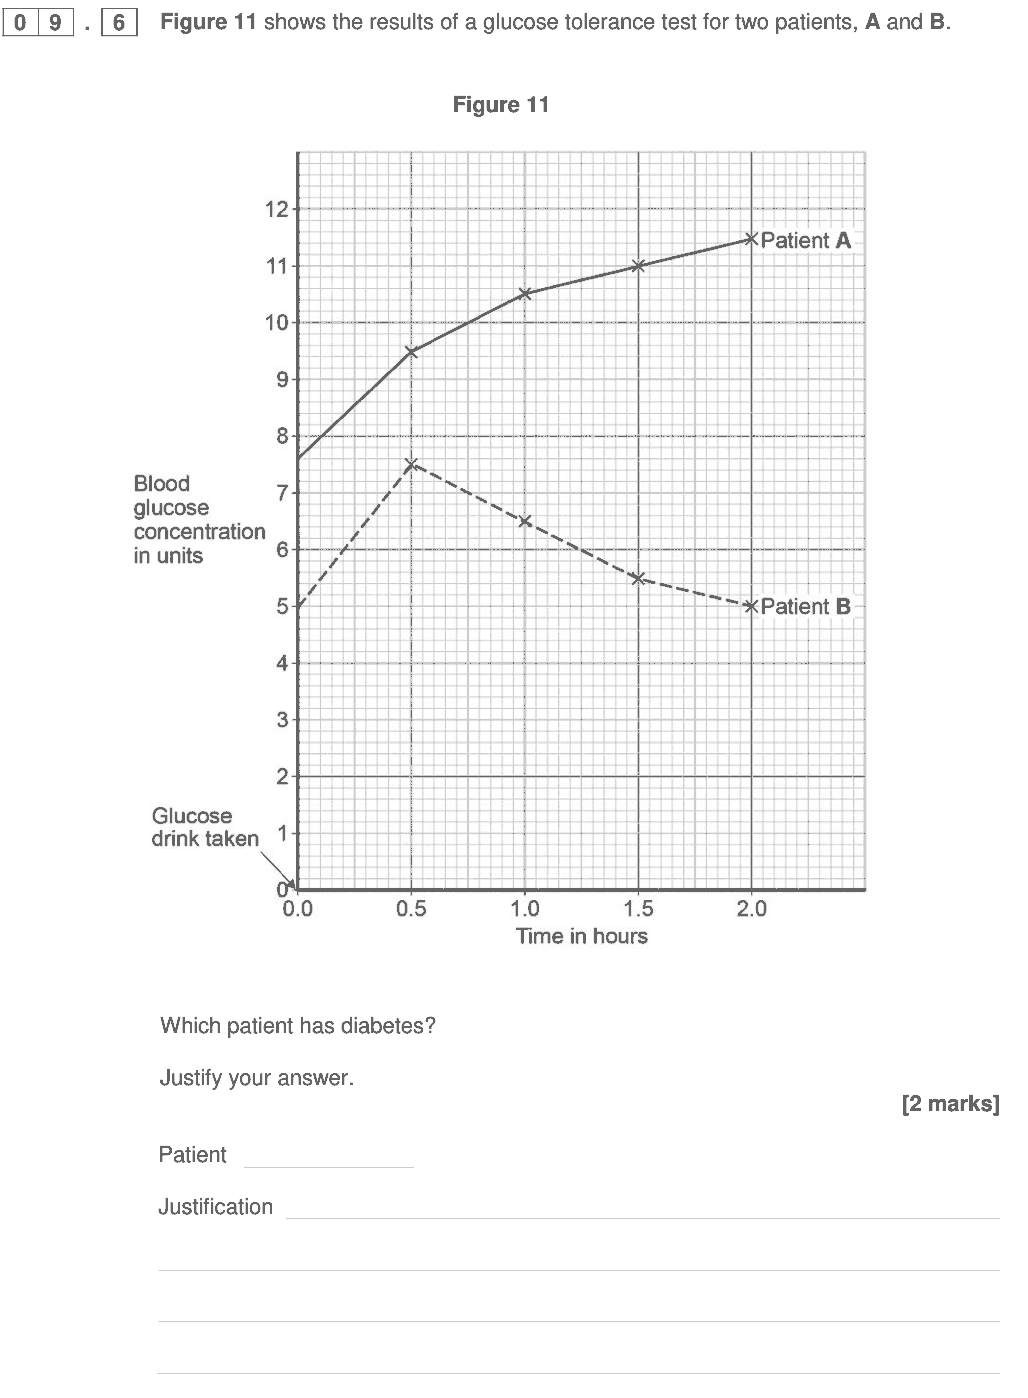 09.6 Figure 11 shows the results of a glucose tolerance test for two patients, A and B.
Figure 11
12
Patient A
11
10
9
8
Blood
glucose
concentration
in units
7
6
5
Patient B
4
3
2
Glucose
drink taken
1
0
0.0 0.5 1.0 1.5 2.0
Time in hours
Which patient has diabetes?
Justify your answer.
[2 marks]
Patient
Justification